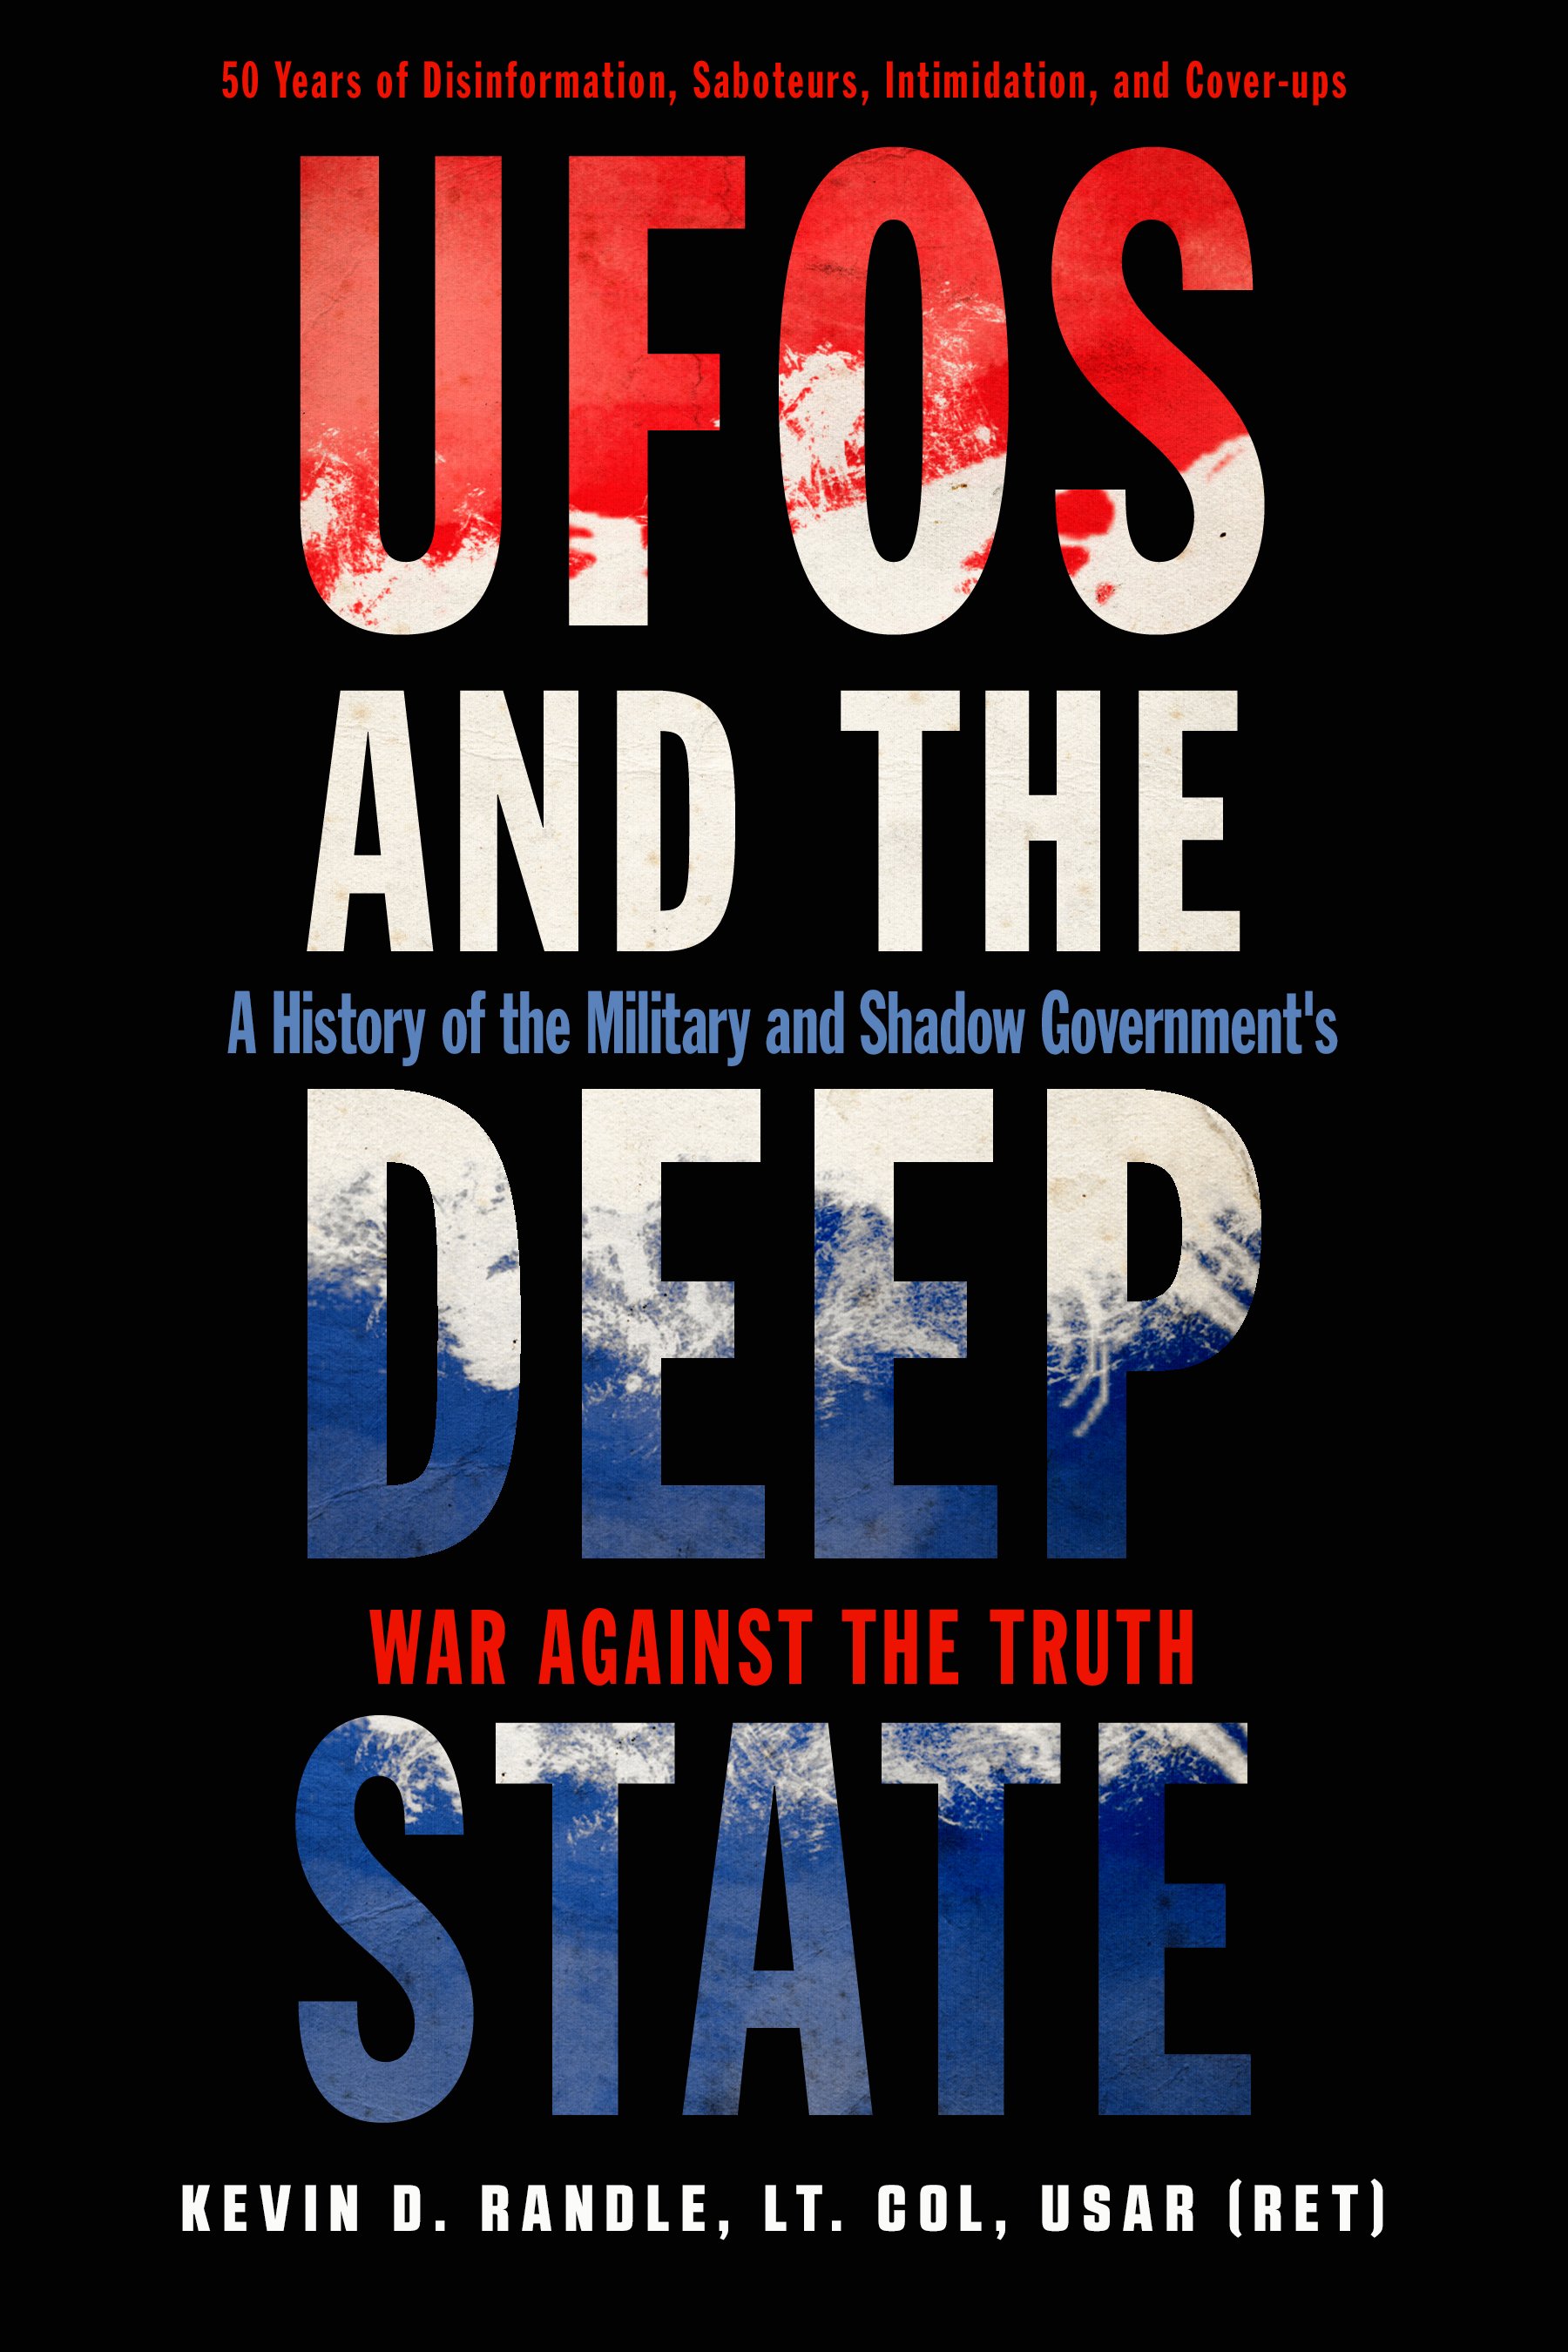 50 Years of Disinformation, Saboteurs, Intimidation, and Cover-ups
UFOS
AND THE
A History of the Military and Shadow Government's
DEEP
WAR AGAINST THE TRUTH
STATE
KEVIN D. RANDLE, LT. COL, USAR (RET)